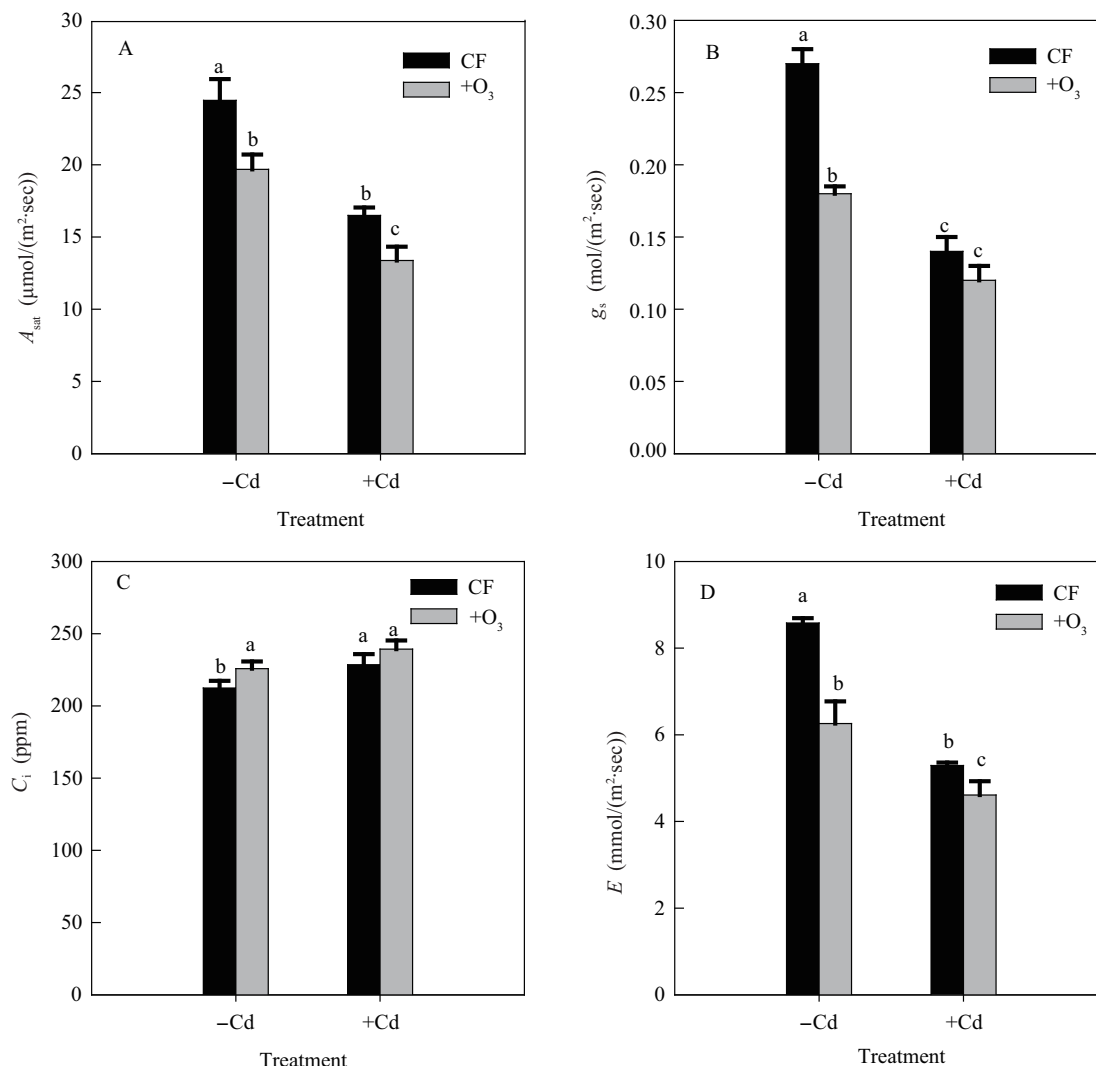 A
CF
+O₃
a
b
b
c
30
25
20
15
10
5
0
A_sat (μmol/(m²·sec))
−Cd
+Cd
Treatment
B
CF
+O₃
a
b
c
c
0.30
0.25
0.20
0.15
0.10
0.05
0.00
g_s (mol/(m²·sec))
−Cd
+Cd
Treatment
C
CF
+O₃
b
a
a
a
300
250
200
150
100
50
0
C_i (ppm)
−Cd
+Cd
Treatment
D
CF
+O₃
a
b
b
c
10
8
6
4
2
0
E (mmol/(m²·sec))
−Cd
+Cd
Treatment